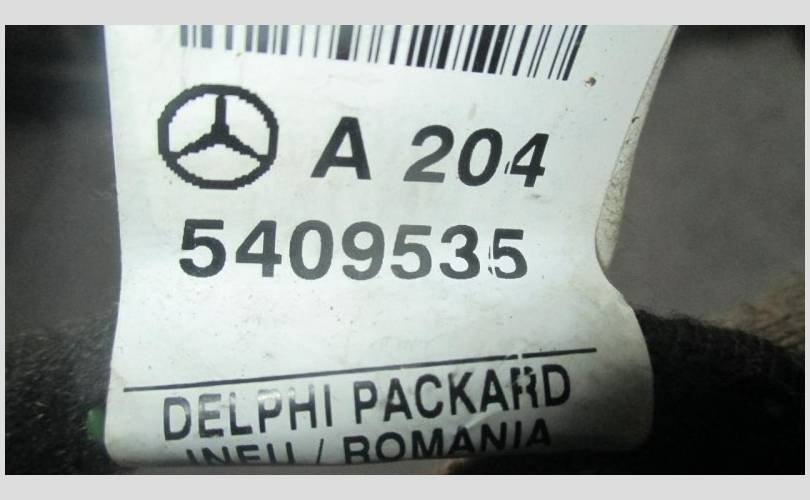 A 204
5409535
DELPHI PACKARD
INEU / ROMANIA